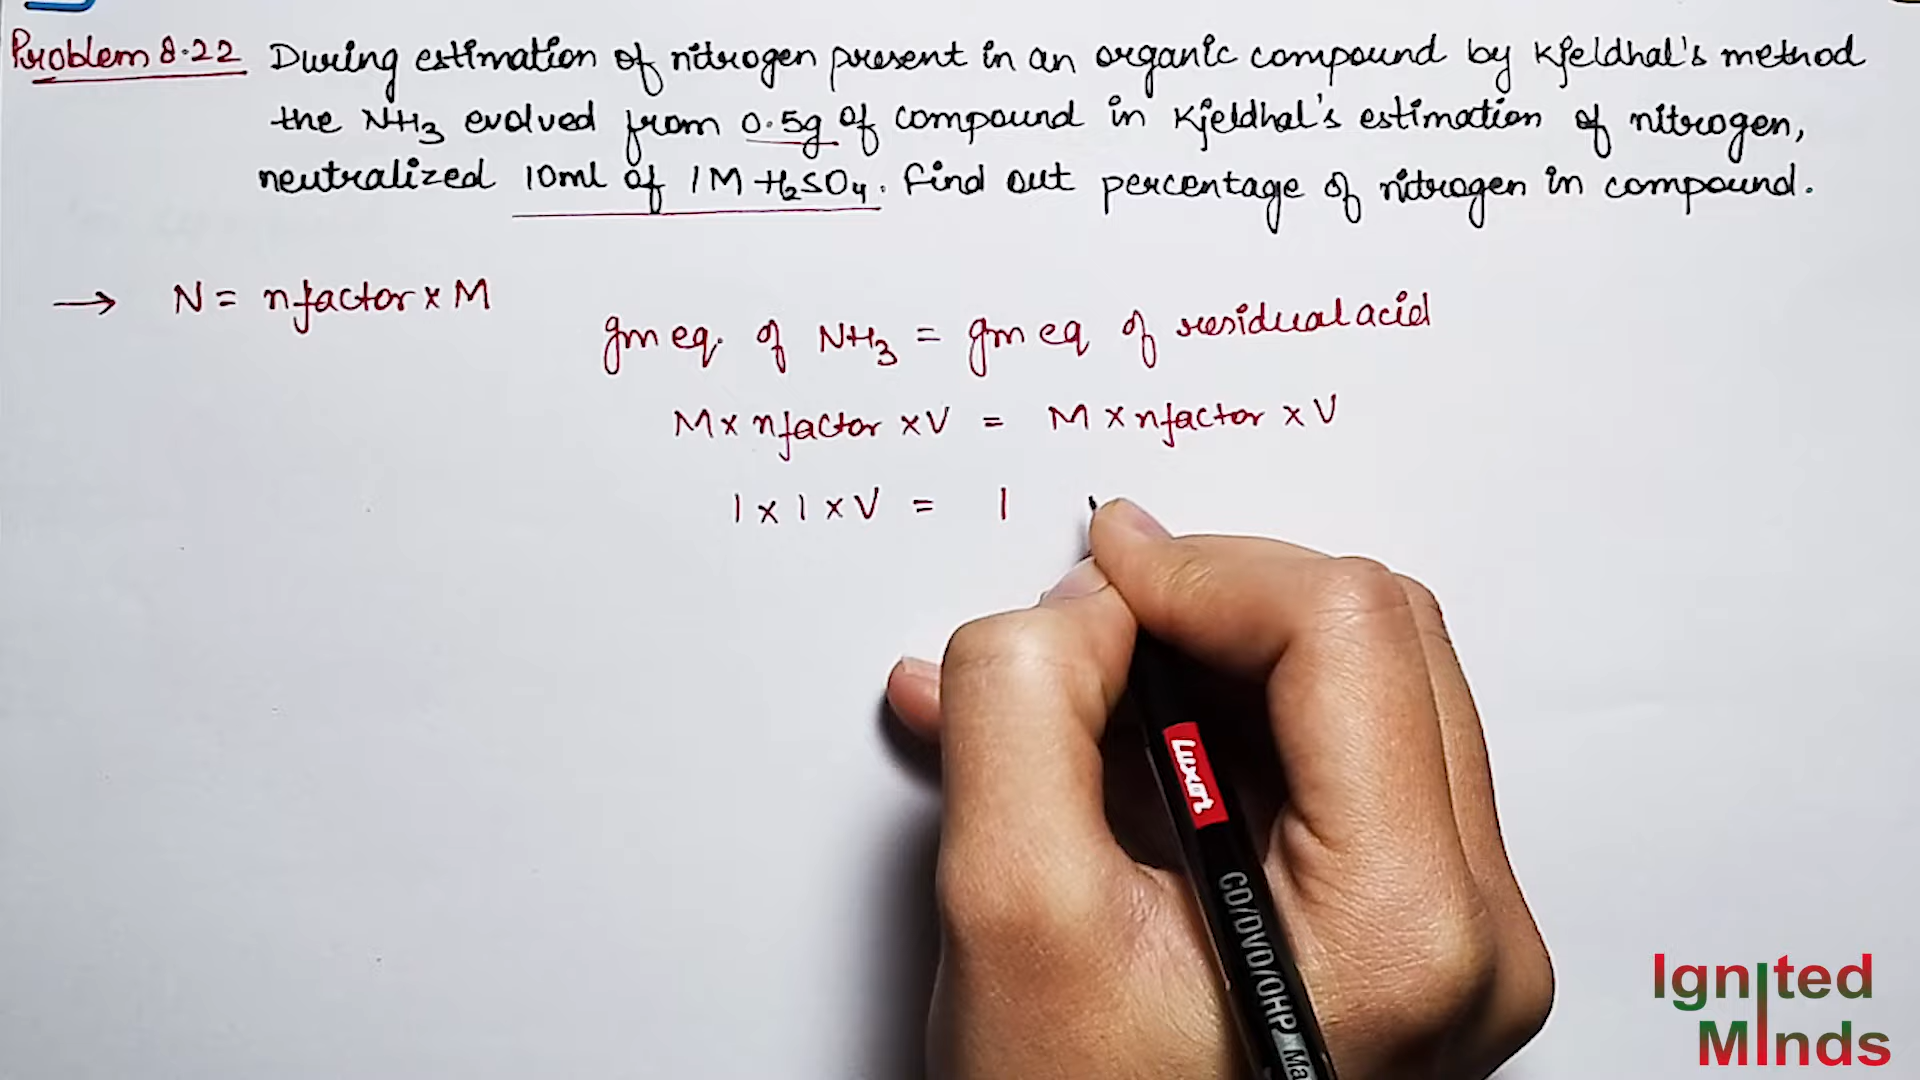 Problem 8.22 During estimation of nitrogen present in an organic compound by Kjeldhal's method
the NH3 evolved from 0.5g of compound in Kjeldhal's estimation of nitrogen,
neutralized 10ml of 1M H2SO4. Find out percentage of nitrogen in compound.
→ N = nfactor x M
gm eq. of NH3 = gm eq of residual acid
M x nfactor x V = M x nfactor x V
1 x 1 x V = 1
Luxor
CD/DVD/OHP Ma
Ignited
Minds